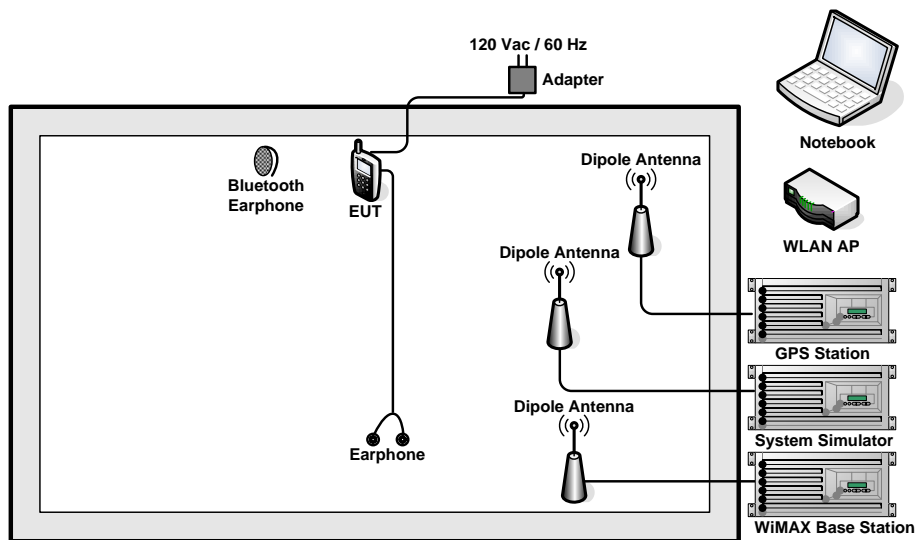 120 Vac / 60 Hz
Adapter
Notebook
Bluetooth
Earphone
EUT
Dipole Antenna
WLAN AP
Dipole Antenna
GPS Station
Dipole Antenna
System Simulator
Earphone
WiMAX Base Station